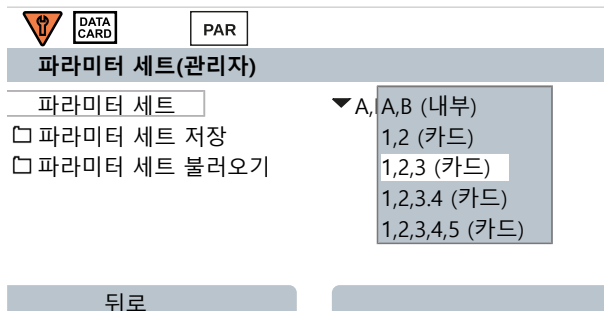 DATA
CARD
PAR
파라미터 세트(관리자)
파라미터 세트
A,
A,B (내부)
파라미터 세트 저장
1,2 (카드)
파라미터 세트 불러오기
1,2,3 (카드)
1,2,3.4 (카드)
1,2,3,4,5 (카드)
뒤로